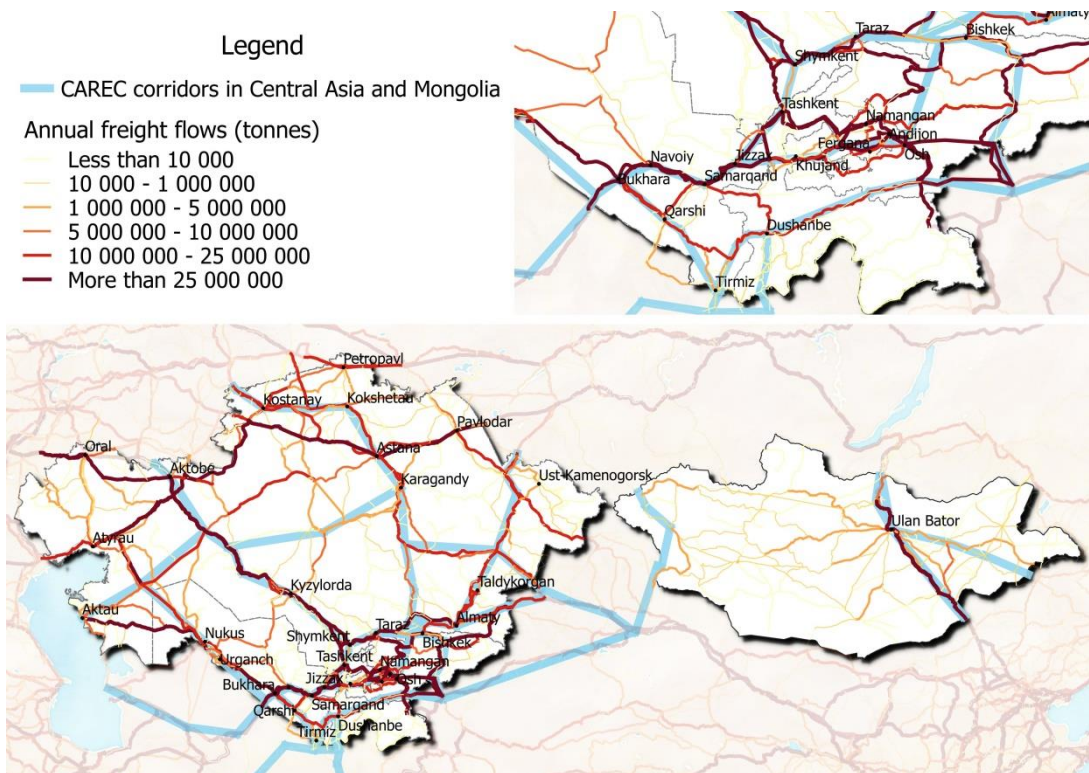 Legend
CAREC corridors in Central Asia and Mongolia
Annual freight flows (tonnes)
Less than 10 000
10 000 - 1 000 000
1 000 000 - 5 000 000
5 000 000 - 10 000 000
10 000 000 - 25 000 000
More than 25 000 000
Almaty
Taraz
Bishkek
Shymkent
Tashkent
Namangan
Andijon
Fergana
Osh
Navoiy
Jizzax
Khujand
Bukhara
Samarqand
Qarshi
Dushanbe
Tirmiz
Petropavl
Kostanay
Kokshetau
Pavlodar
Oral
Astana
Aktobe
Karagandy
Ust-Kamenogorsk
Ulan Bator
Atyrau
Kyzylorda
Taldykorgan
Aktau
Nukus
Shymkent
Taraz
Almaty
Bishkek
Urganch
Tashkent
Namangan
Bukhara
Jizzax
Osh
Qarshi
Samarqand
Tirmiz
Dushanbe